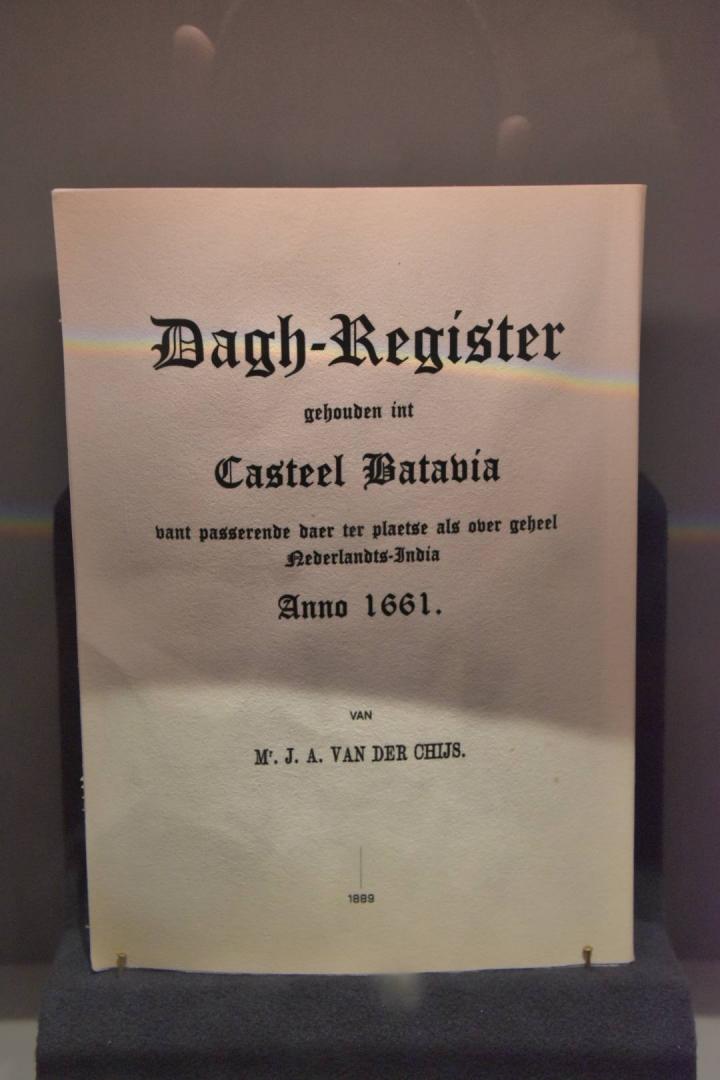 Dagh-Register
gehouden int
Casteel Batavia
vant passerende daer ter plaetse als over geheel
Nederlandts-India
Anno 1661.
VAN
Mr. J. A. VAN DER CHIJS.
1889